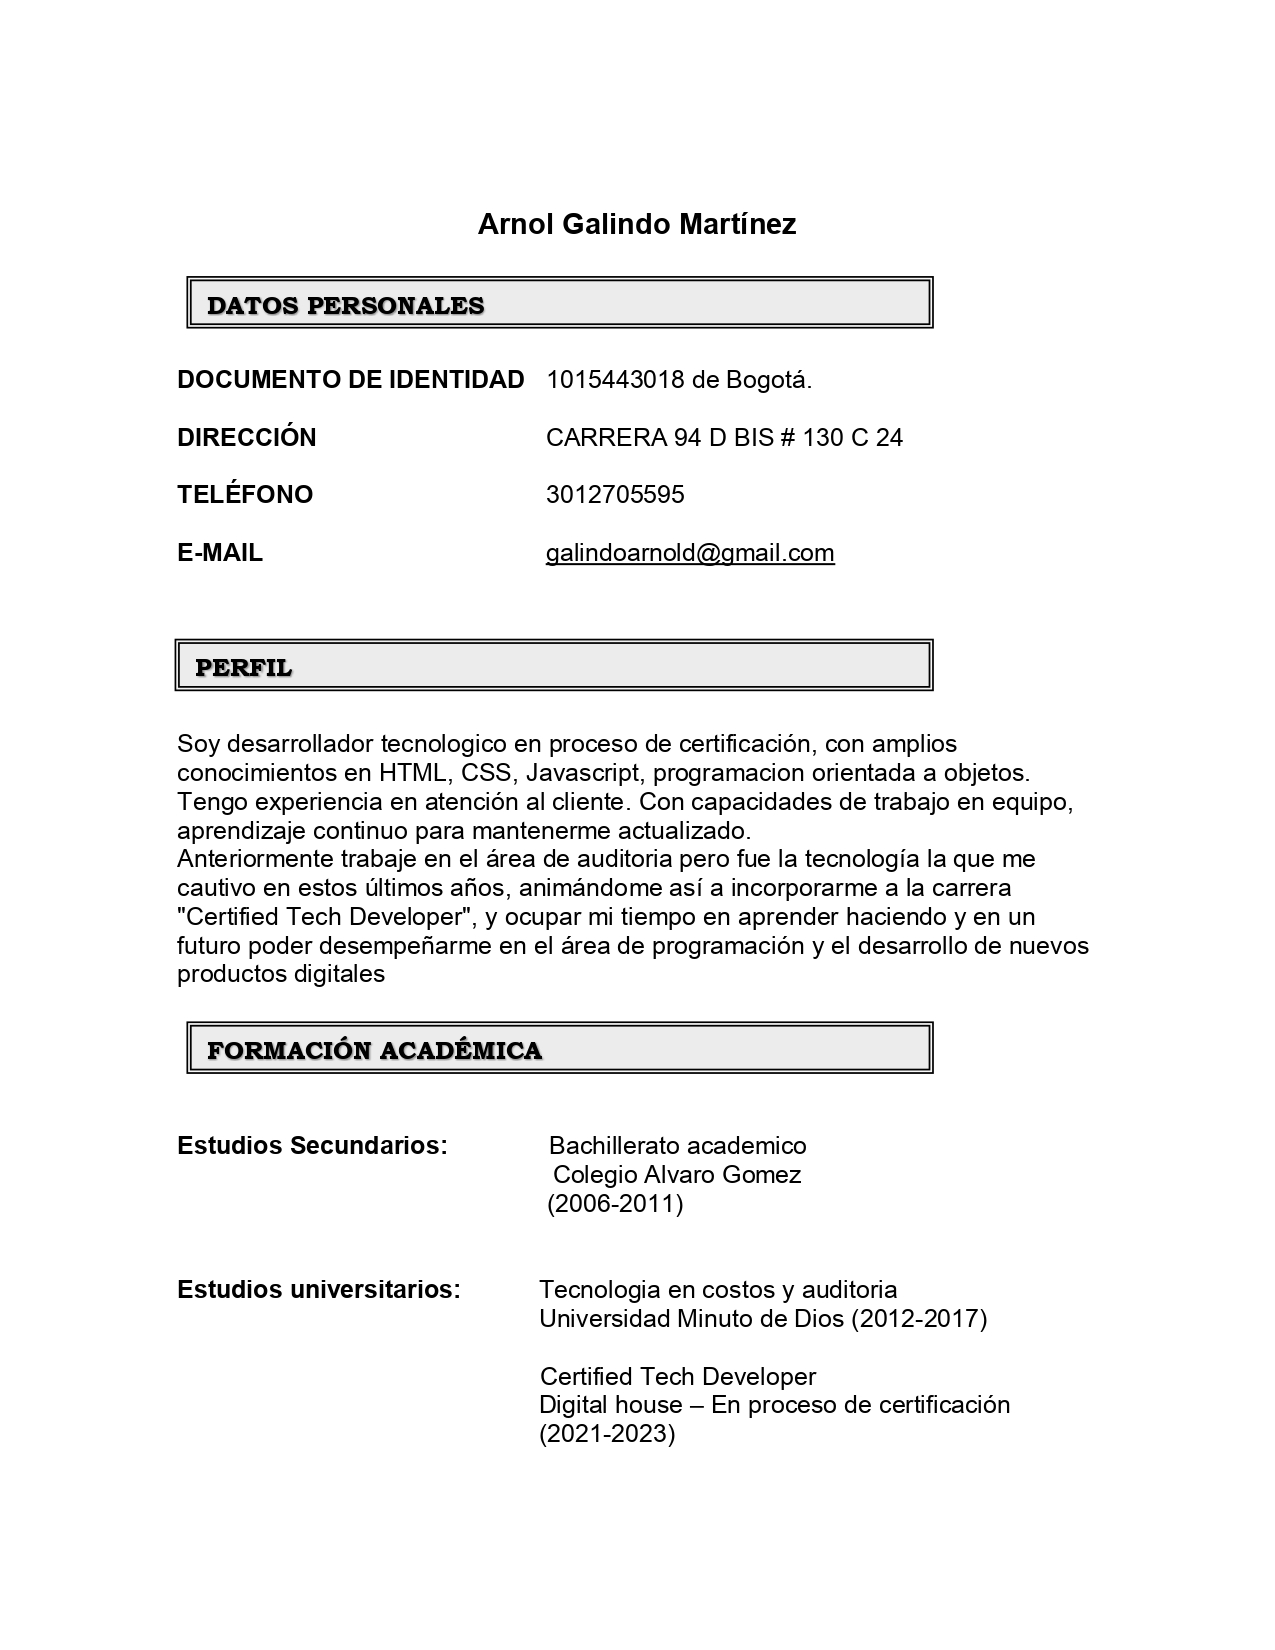 Arnol Galindo Martínez
DATOS PERSONALES
DOCUMENTO DE IDENTIDAD 1015443018 de Bogotá.
DIRECCIÓN CARRERA 94 D BIS # 130 C 24
TELÉFONO 3012705595
E-MAIL galindoarnold@gmail.com
PERFIL
Soy desarrollador tecnologico en proceso de certificación, con amplios
conocimientos en HTML, CSS, Javascript, programacion orientada a objetos.
Tengo experiencia en atención al cliente. Con capacidades de trabajo en equipo,
aprendizaje continuo para mantenerme actualizado.
Anteriormente trabaje en el área de auditoria pero fue la tecnología la que me
cautivo en estos últimos años, animándome así a incorporarme a la carrera
"Certified Tech Developer", y ocupar mi tiempo en aprender haciendo y en un
futuro poder desempeñarme en el área de programación y el desarrollo de nuevos
productos digitales
FORMACIÓN ACADÉMICA
Estudios Secundarios: Bachillerato academico
Colegio Alvaro Gomez
(2006-2011)
Estudios universitarios: Tecnologia en costos y auditoria
Universidad Minuto de Dios (2012-2017)
Certified Tech Developer
Digital house – En proceso de certificación
(2021-2023)